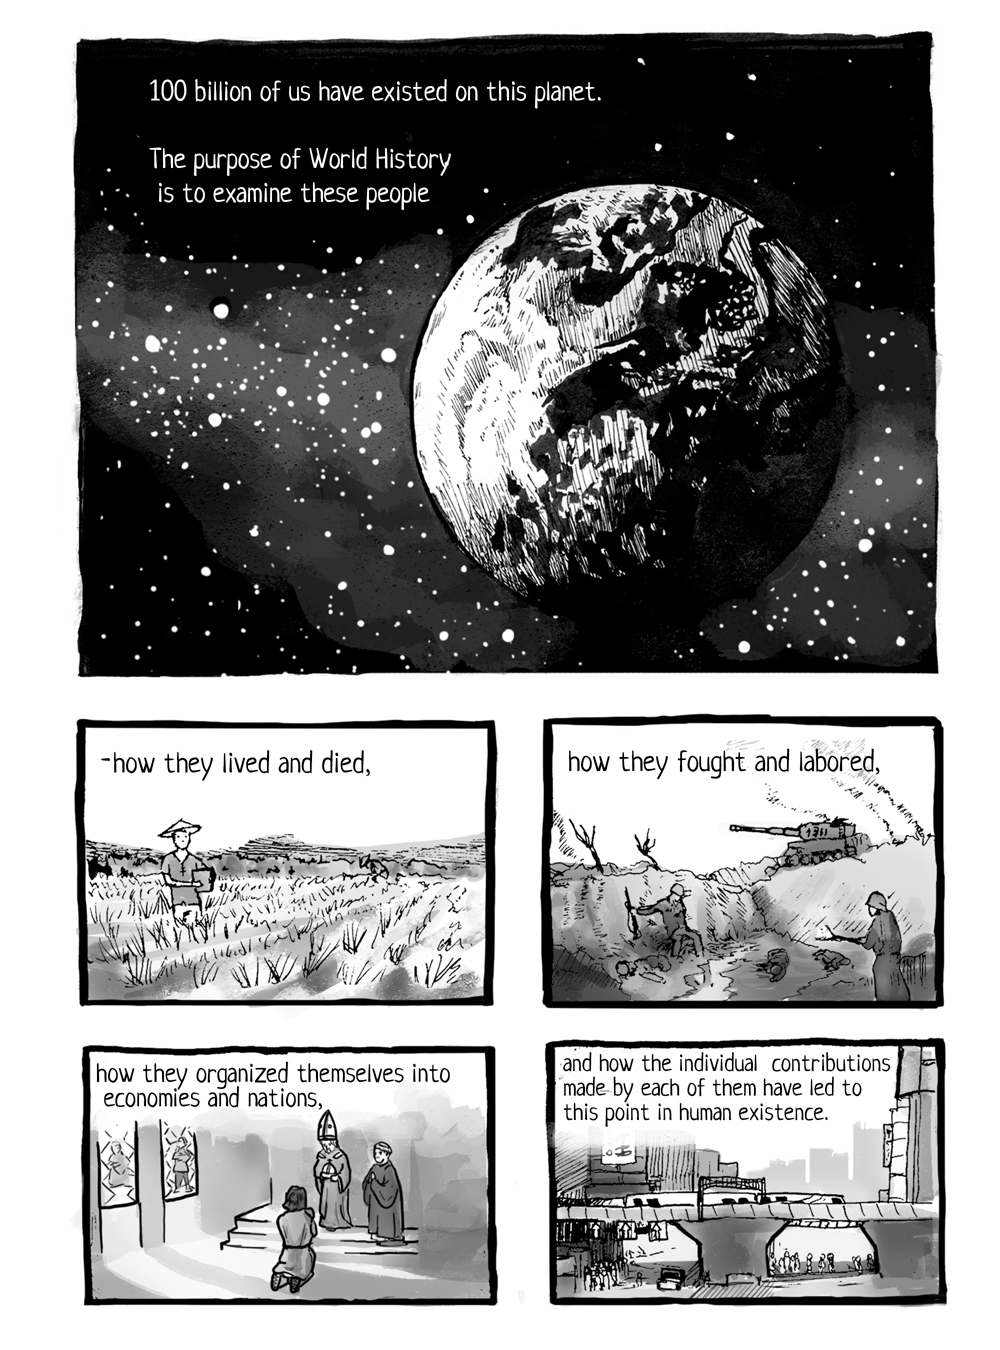 100 billion of us have existed on this planet.
The purpose of World History
is to examine these people
-how they lived and died,
how they fought and labored,
1311
how they organized themselves into
economies and nations,
and how the individual contributions
made by each of them have led to
this point in human existence.